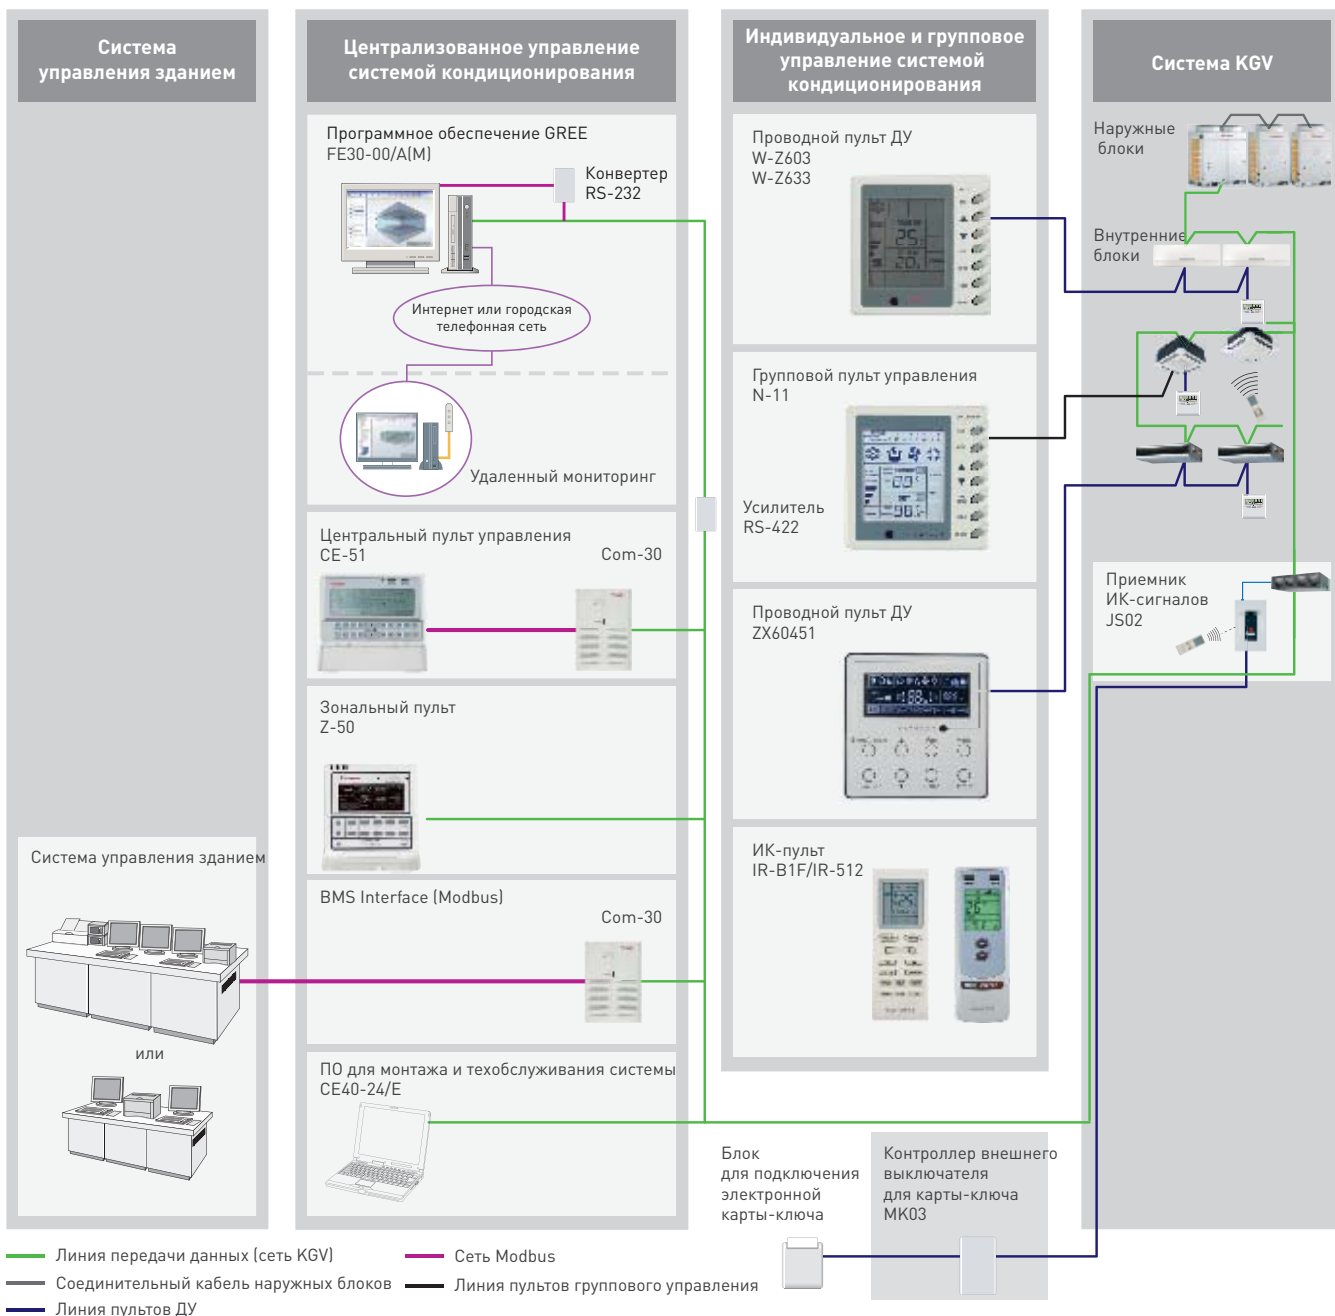 Система
управления зданием
Централизованное управление
системой кондиционирования
Индивидуальное и групповое
управление системой
кондиционирования
Система KGV
Программное обеспечение GREE
FE30-00/A(M)
Конвертер
RS-232
Интернет или городская
телефонная сеть
Удаленный мониторинг
Центральный пульт управления
CE-51
Com-30
Зональный пульт
Z-50
BMS Interface (Modbus)
Com-30
ПО для монтажа и техобслуживания системы
CE40-24/E
Система управления зданием
или
Проводной пульт ДУ
W-Z603
W-Z633
Групповой пульт управления
N-11
Усилитель
RS-422
Проводной пульт ДУ
ZX60451
ИК-пульт
IR-B1F/IR-512
Наружные
блоки
Внутренние
блоки
Приемник
ИК-сигналов
JS02
Блок
для подключения
электронной
карты-ключа
Контроллер внешнего
выключателя
для карты-ключа
MK03
Линия передачи данных (сеть KGV)
Соединительный кабель наружных блоков
Линия пультов ДУ
Сеть Modbus
Линия пультов группового управления